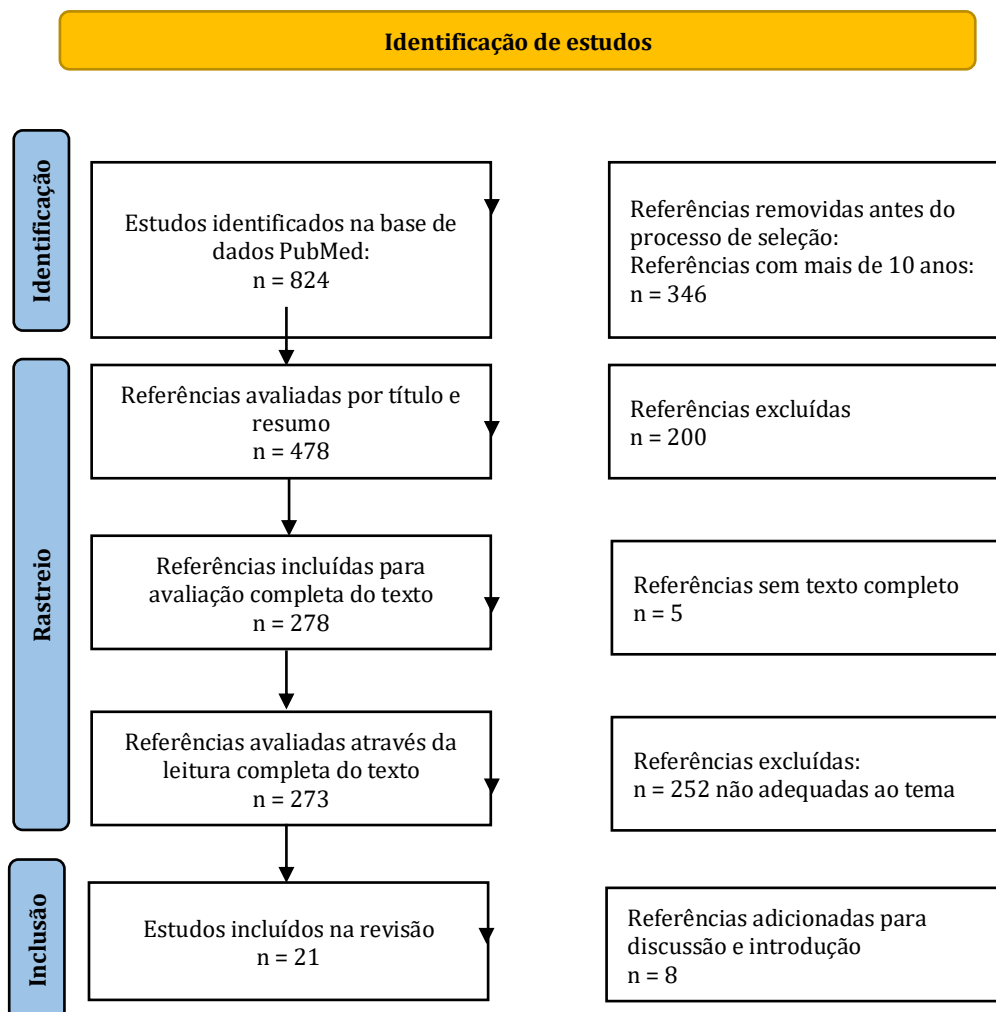 Identificação de estudos
Identificação
Estudos identificados na base de
dados PubMed:
n = 824
Referências removidas antes do
processo de seleção:
Referências com mais de 10 anos:
n = 346
Rastreio
Referências avaliadas por título e
resumo
n = 478
Referências excluídas
n = 200
Referências incluídas para
avaliação completa do texto
n = 278
Referências sem texto completo
n = 5
Referências avaliadas através da
leitura completa do texto
n = 273
Referências excluídas:
n = 252 não adequadas ao tema
Inclusão
Estudos incluídos na revisão
n = 21
Referências adicionadas para
discussão e introdução
n = 8